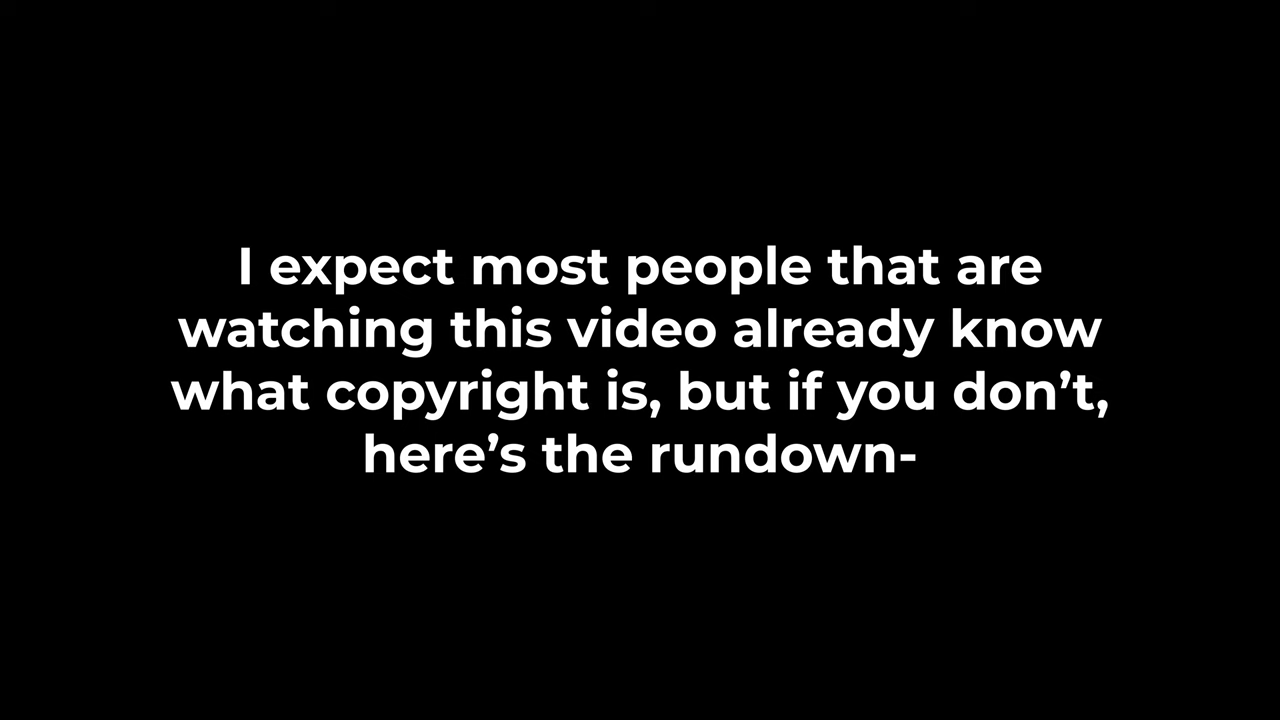 I expect most people that are
watching this video already know
what copyright is, but if you don’t,
here’s the rundown-